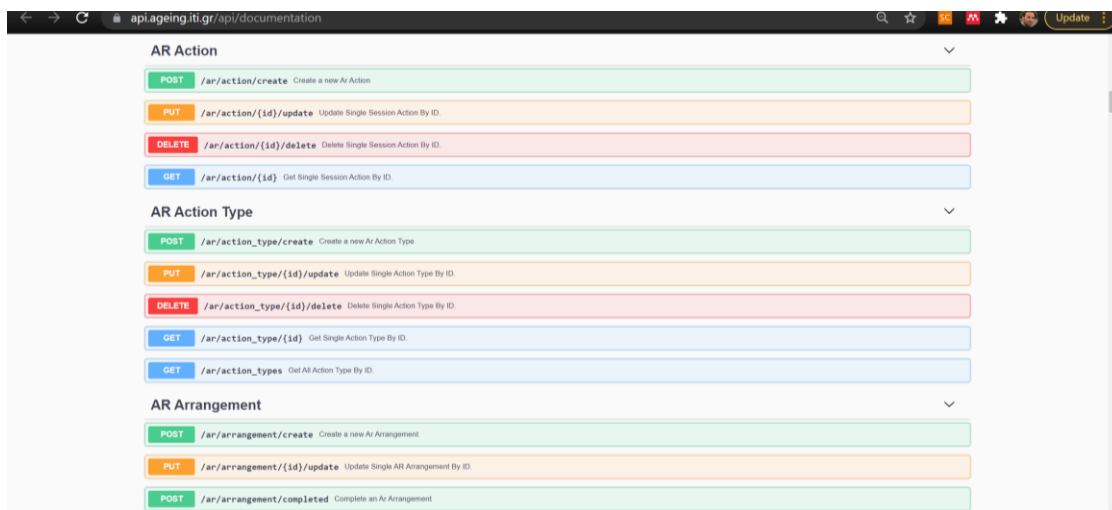 api.ageing.iti.gr/api/documentation SC Update
AR Action
POST /ar/action/create Create a new Ar Action
PUT /ar/action/{id}/update Update Single Session Action By ID.
DELETE /ar/action/{id}/delete Delete Single Session Action By ID.
GET /ar/action/{id} Get Single Session Action By ID.
AR Action Type
POST /ar/action_type/create Create a new Ar Action Type
PUT /ar/action_type/{id}/update Update Single Action Type By ID.
DELETE /ar/action_type/{id}/delete Delete Single Action Type By ID.
GET /ar/action_type/{id} Get Single Action Type By ID.
GET /ar/action_types Get All Action Type By ID.
AR Arrangement
POST /ar/arrangement/create Create a new Ar Arrangement
PUT /ar/arrangement/{id}/update Update Single AR Arrangement By ID.
POST /ar/arrangement/completed Complete an Ar Arrangement